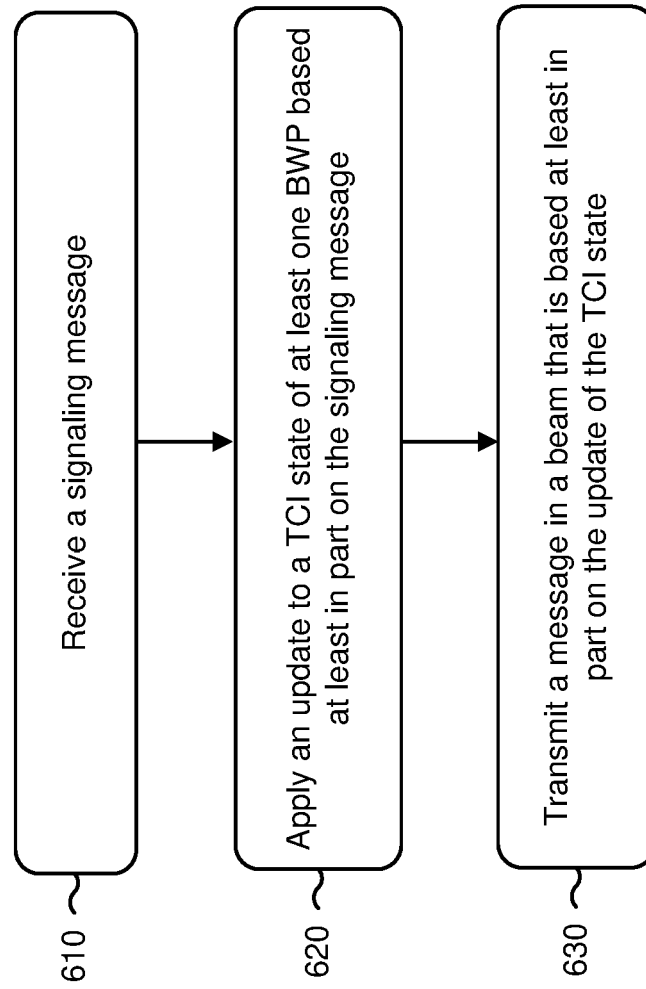 610
Receive a signaling message
620
Apply an update to a TCI state of at least one BWP based
at least in part on the signaling message
630
Transmit a message in a beam that is based at least in
part on the update of the TCI state